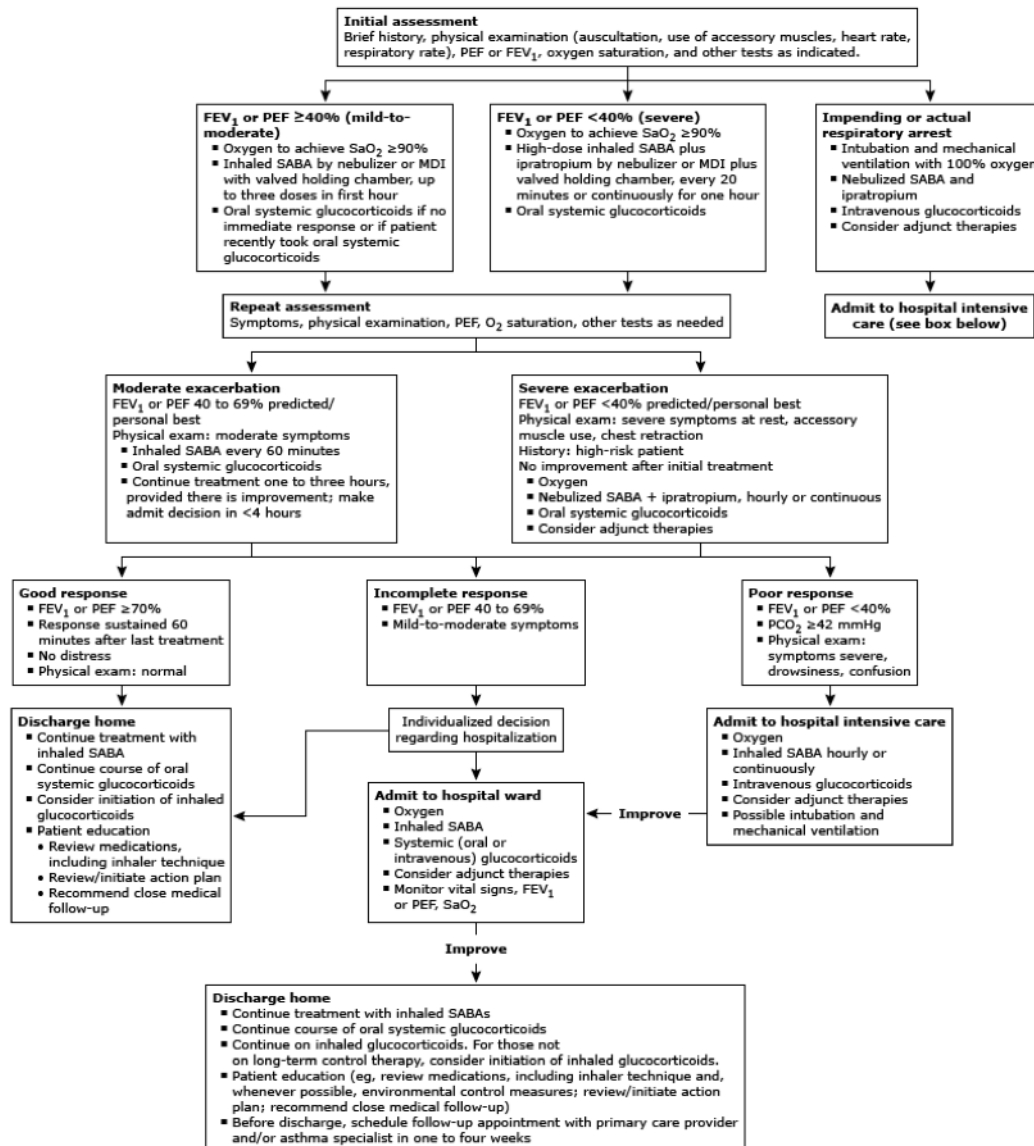 Initial assessment
Brief history, physical examination (auscultation, use of accessory muscles, heart rate,
respiratory rate), PEF or FEV1, oxygen saturation, and other tests as indicated.
FEV1 or PEF ≥40% (mild-to-
moderate)
▪ Oxygen to achieve SaO2 ≥90%
▪ Inhaled SABA by nebulizer or MDI
with valved holding chamber, up
to three doses in first hour
▪ Oral systemic glucocorticoids if no
immediate response or if patient
recently took oral systemic
glucocorticoids
FEV1 or PEF <40% (severe)
▪ Oxygen to achieve SaO2 ≥90%
▪ High-dose inhaled SABA plus
ipratropium by nebulizer or MDI plus
valved holding chamber, every 20
minutes or continuously for one hour
▪ Oral systemic glucocorticoids
Impending or actual
respiratory arrest
▪ Intubation and mechanical
ventilation with 100% oxygen
▪ Nebulized SABA and
ipratropium
▪ Intravenous glucocorticoids
▪ Consider adjunct therapies
Repeat assessment
Symptoms, physical examination, PEF, O2 saturation, other tests as needed
Admit to hospital intensive
care (see box below)
Moderate exacerbation
FEV1 or PEF 40 to 69% predicted/
personal best
Physical exam: moderate symptoms
▪ Inhaled SABA every 60 minutes
▪ Oral systemic glucocorticoids
▪ Continue treatment one to three hours,
provided there is improvement; make
admit decision in <4 hours
Severe exacerbation
FEV1 or PEF <40% predicted/personal best
Physical exam: severe symptoms at rest, accessory
muscle use, chest retraction
History: high-risk patient
No improvement after initial treatment
▪ Oxygen
▪ Nebulized SABA + ipratropium, hourly or continuous
▪ Oral systemic glucocorticoids
▪ Consider adjunct therapies
Good response
▪ FEV1 or PEF ≥70%
▪ Response sustained 60
minutes after last treatment
▪ No distress
▪ Physical exam: normal
Incomplete response
▪ FEV1 or PEF 40 to 69%
▪ Mild-to-moderate symptoms
Poor response
▪ FEV1 or PEF <40%
▪ PCO2 ≥42 mmHg
▪ Physical exam:
symptoms severe,
drowsiness, confusion
Discharge home
▪ Continue treatment with
inhaled SABA
▪ Continue course of oral
systemic glucocorticoids
▪ Consider initiation of inhaled
glucocorticoids
▪ Patient education
• Review medications,
including inhaler technique
• Review/initiate action plan
• Recommend close medical
follow-up
Individualized decision
regarding hospitalization
Admit to hospital intensive care
▪ Oxygen
▪ Inhaled SABA hourly or
continuously
▪ Intravenous glucocorticoids
▪ Consider adjunct therapies
▪ Possible intubation and
mechanical ventilation
Improve
Admit to hospital ward
▪ Oxygen
▪ Inhaled SABA
▪ Systemic (oral or
intravenous) glucocorticoids
▪ Consider adjunct therapies
▪ Monitor vital signs, FEV1
or PEF, SaO2
Improve
Discharge home
▪ Continue treatment with inhaled SABAs
▪ Continue course of oral systemic glucocorticoids
▪ Continue on inhaled glucocorticoids. For those not
on long-term control therapy, consider initiation of inhaled glucocorticoids.
▪ Patient education (eg, review medications, including inhaler technique and,
whenever possible, environmental control measures; review/initiate action
plan; recommend close medical follow-up)
▪ Before discharge, schedule follow-up appointment with primary care provider
and/or asthma specialist in one to four weeks